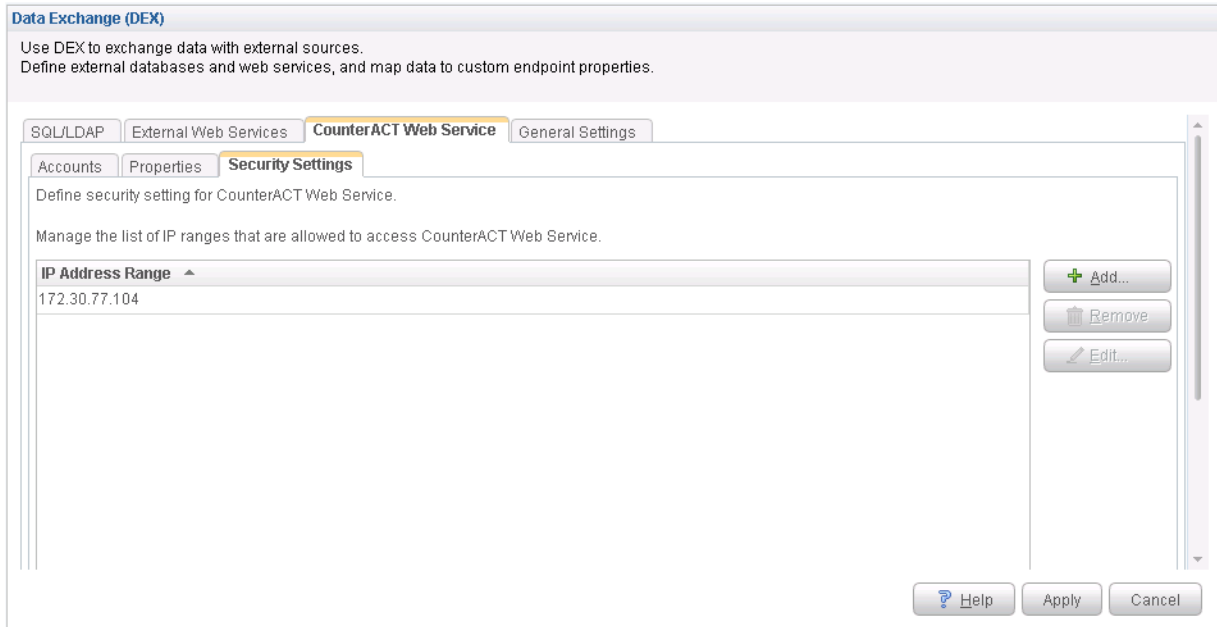 Data Exchange (DEX)
Use DEX to exchange data with external sources.
Define external databases and web services, and map data to custom endpoint properties.
SQL/LDAP External Web Services CounterACT Web Service General Settings
Accounts Properties Security Settings
Define security setting for CounterACT Web Service.
Manage the list of IP ranges that are allowed to access CounterACT Web Service.
IP Address Range
172.30.77.104
Add...
Remove
Edit...
Help Apply Cancel